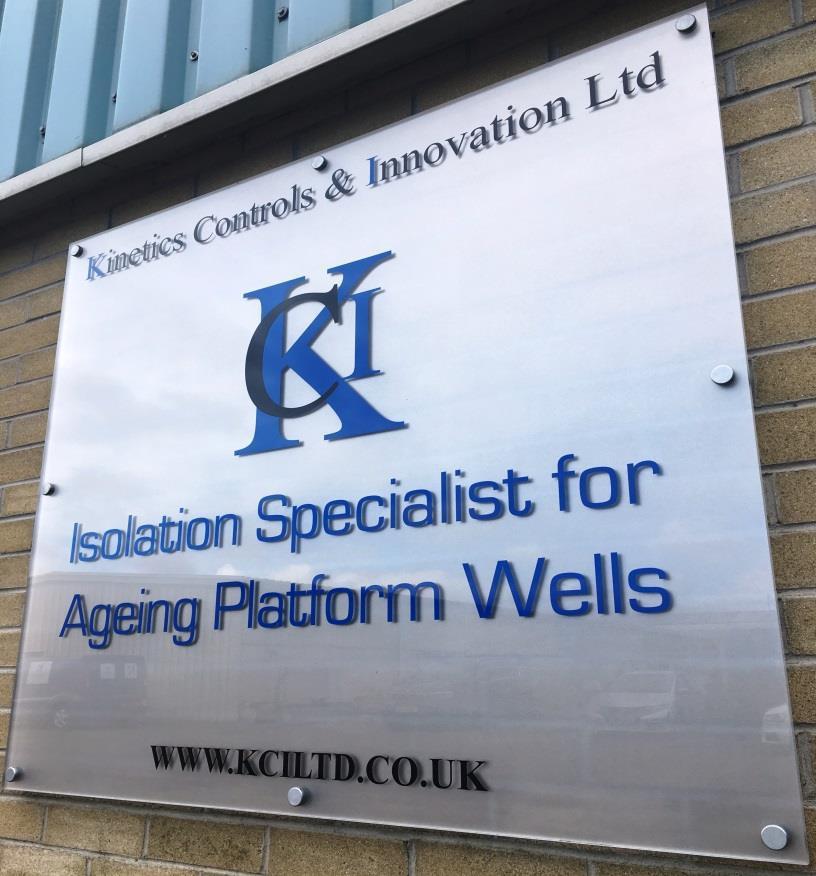 Kinetics Controls & Innovation Ltd
KCI
Isolation Specialist for
Ageing Platform Wells
WWW.KCILTD.CO.UK